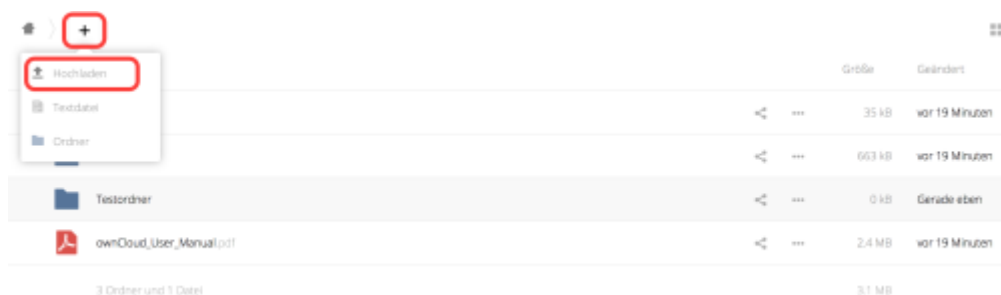 +
Hochladen Größe Geändert
Textdatei 35 kB vor 19 Minuten
Ordner
663 kB vor 19 Minuten
Testordner 0 kB Gerade eben
ownCloud_User_Manual.pdf 2.4 MB vor 19 Minuten
3 Ordner und 1 Datei 3.1 MB